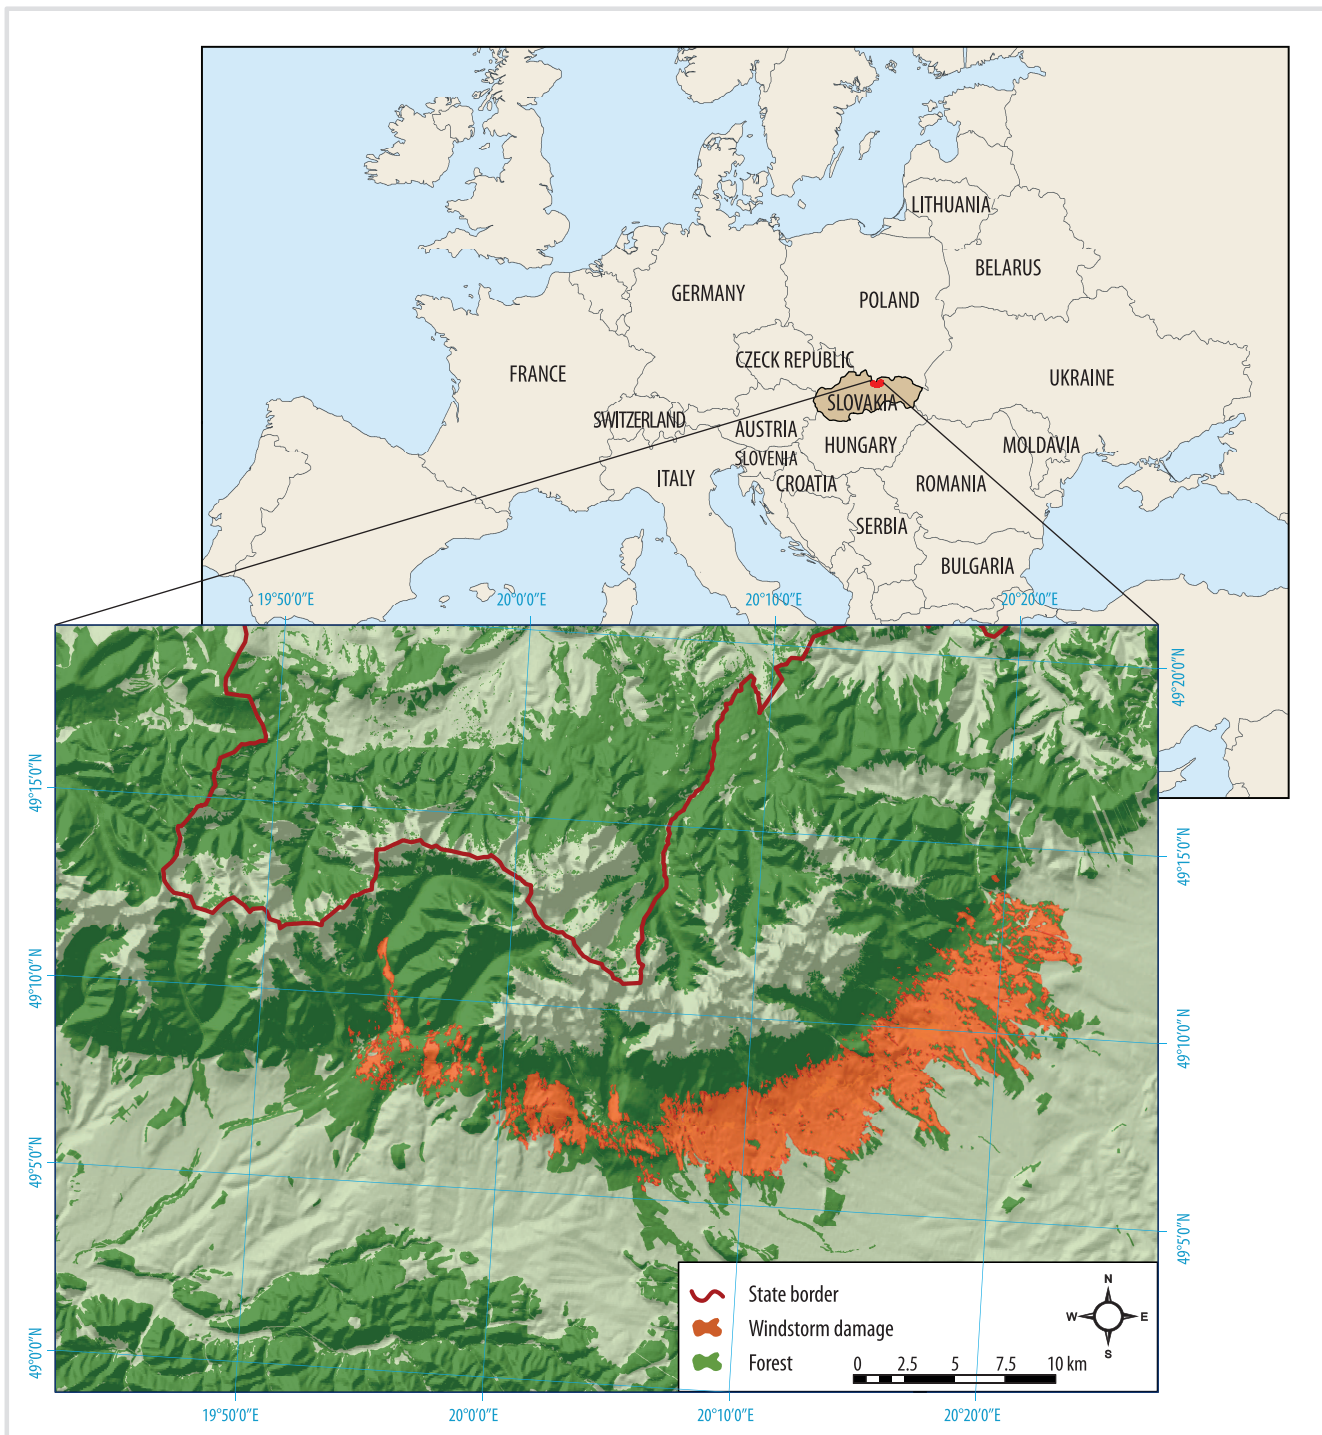 LITHUANIA
BELARUS
GERMANY
POLAND
CZECK REPUBLIC
FRANCE
UKRAINE
SLOVAKIA
SWITZERLAND
AUSTRIA
HUNGARY
MOLDAVIA
SLOVENIA
ITALY
CROATIA
ROMANIA
SERBIA
BULGARIA
19°50'0"E
20°0'0"E
20°10'0"E
20°20'0"E
49°20'0"N
49°15'0"N
49°15'0"N
49°10'0"N
49°10'0"N
49°5'0"N
49°5'0"N
49°0'0"N
State border
Windstorm damage
Forest
N
W
E
S
0 2.5 5 7.5 10 km
19°50'0"E
20°0'0"E
20°10'0"E
20°20'0"E